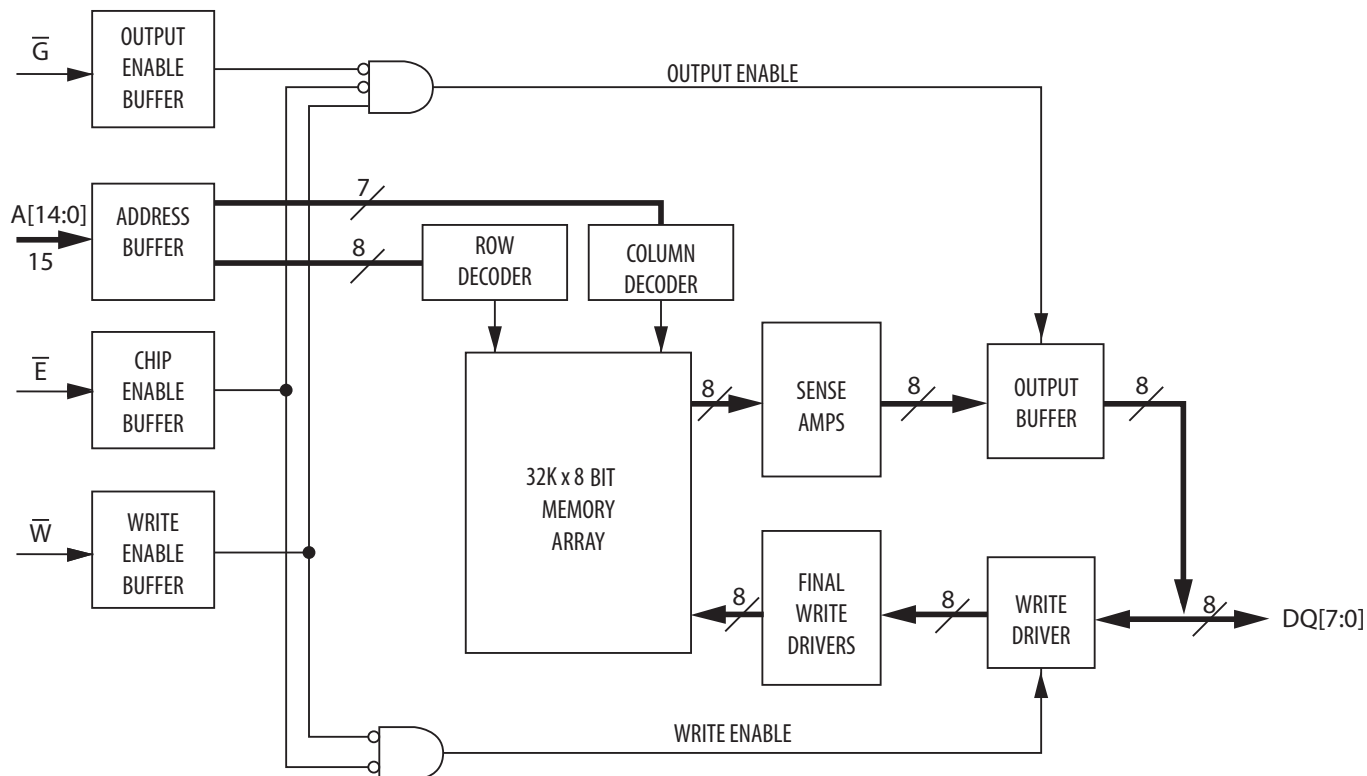 G̅
OUTPUT
ENABLE
BUFFER
OUTPUT ENABLE
A[14:0]
15
ADDRESS
BUFFER
7
8
ROW
DECODER
COLUMN
DECODER
E̅
CHIP
ENABLE
BUFFER
32K x 8 BIT
MEMORY
ARRAY
8
SENSE
AMPS
8
OUTPUT
BUFFER
8
W̅
WRITE
ENABLE
BUFFER
8
FINAL
WRITE
DRIVERS
8
WRITE
DRIVER
8
DQ[7:0]
WRITE ENABLE